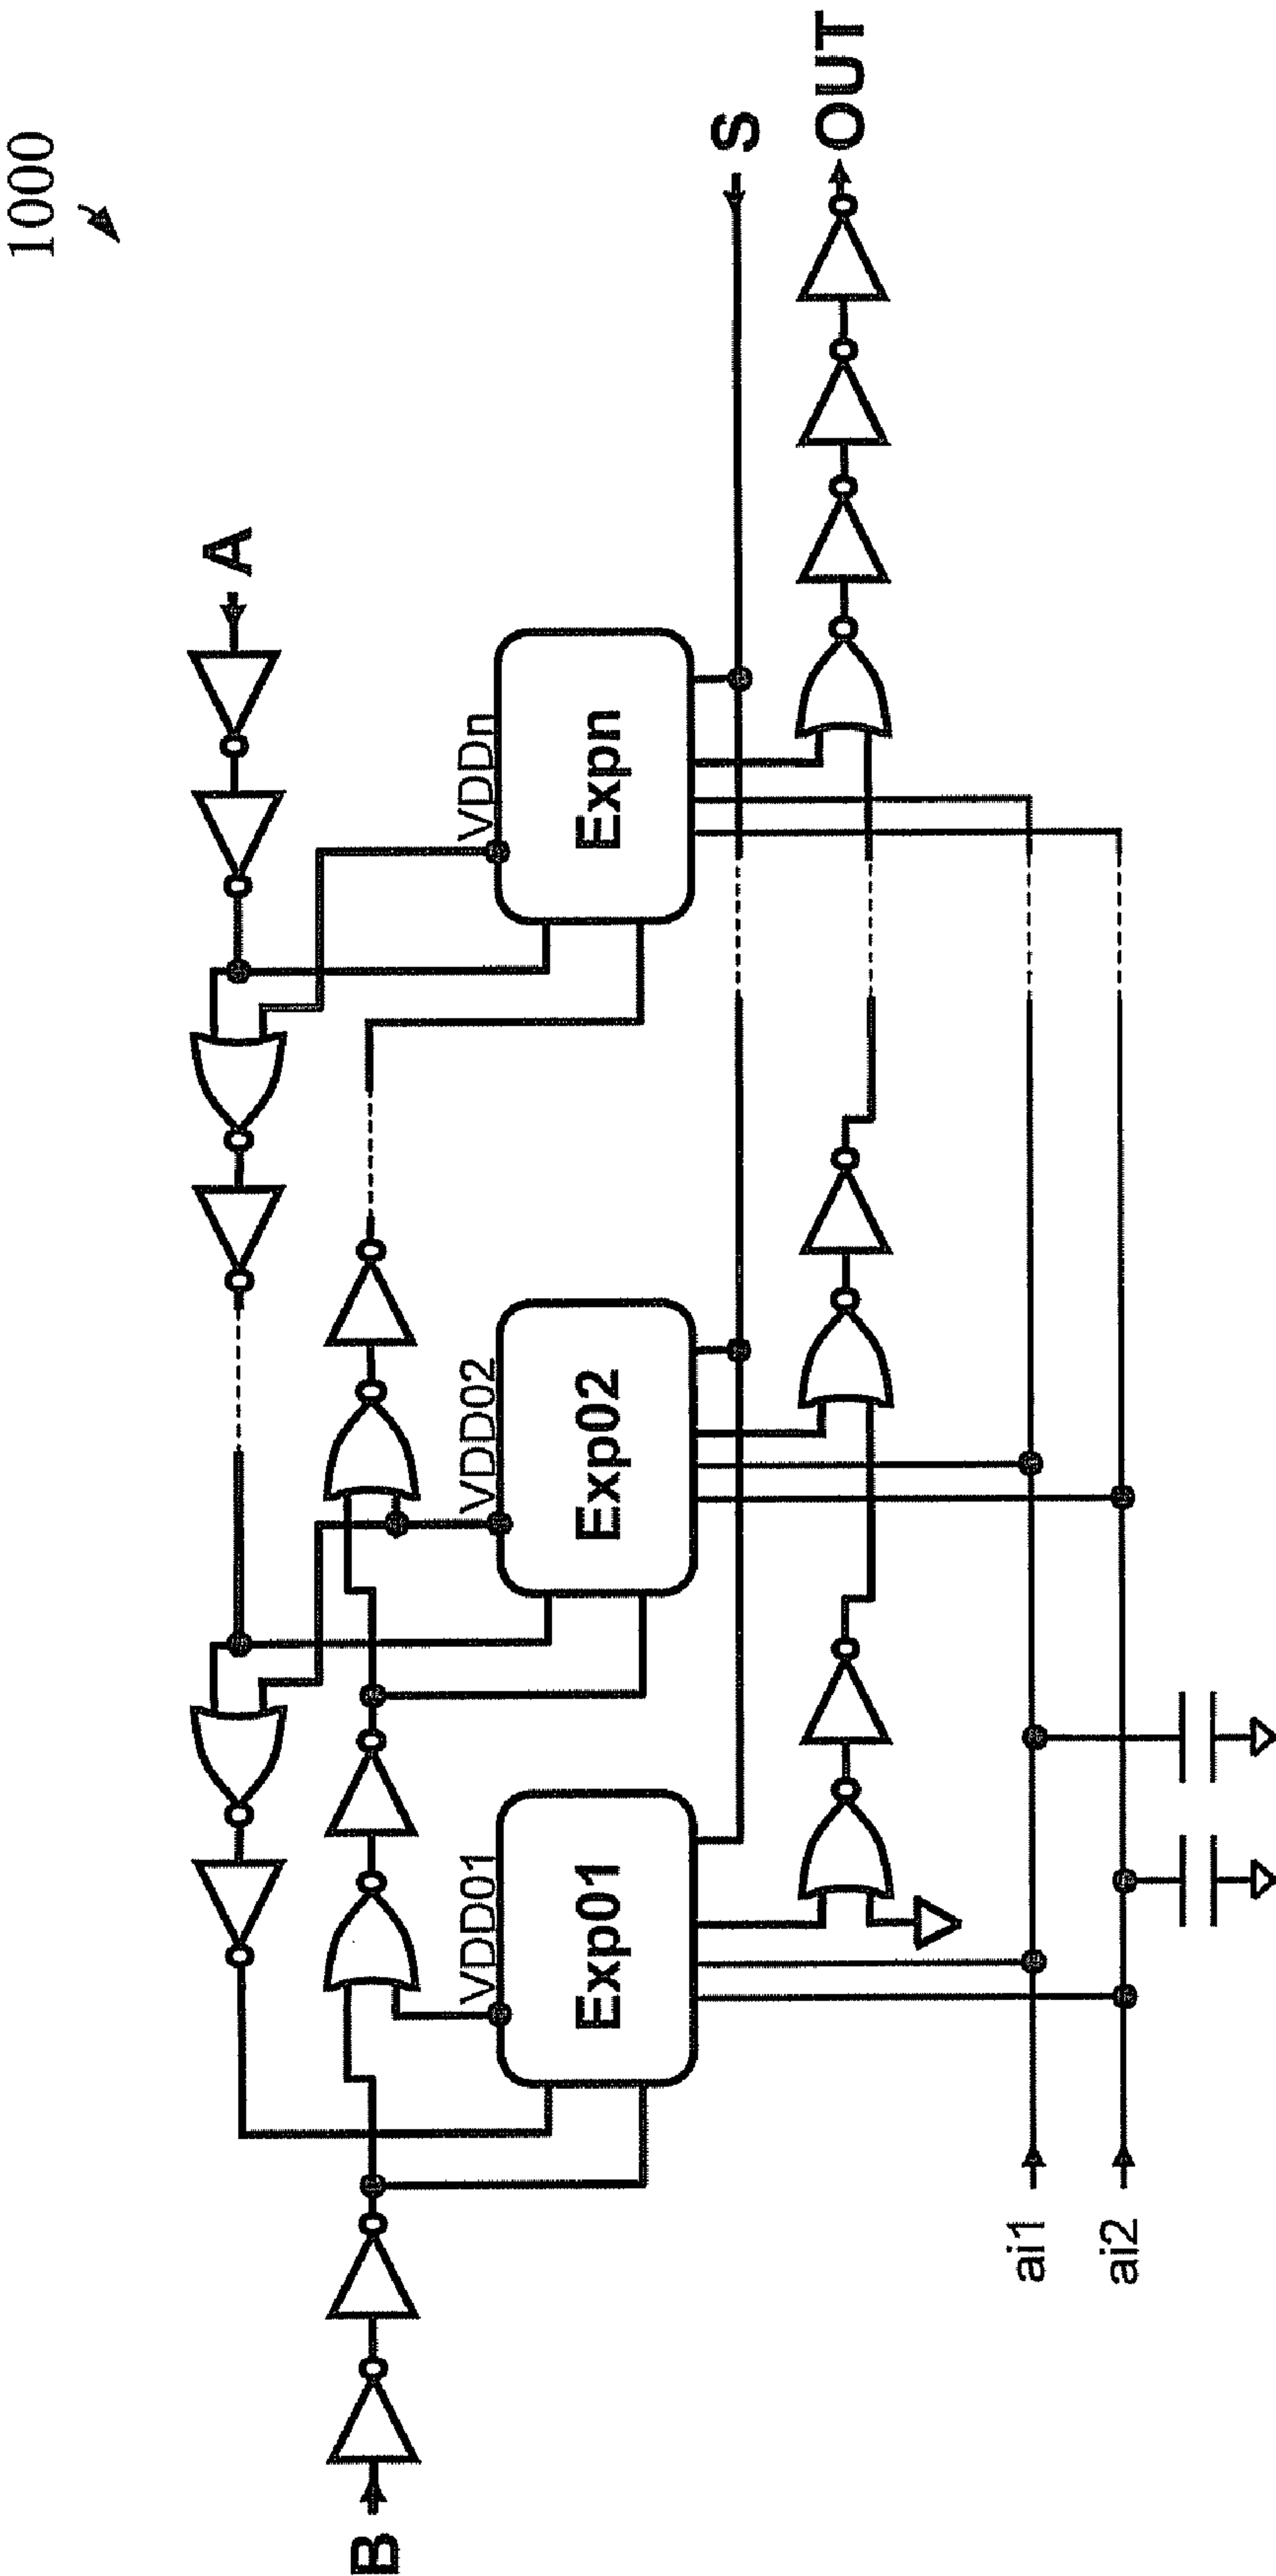 1000
A
B
VDD01
VDD02
VDDn
Exp01
Exp02
Expn
S
OUT
ai1
ai2